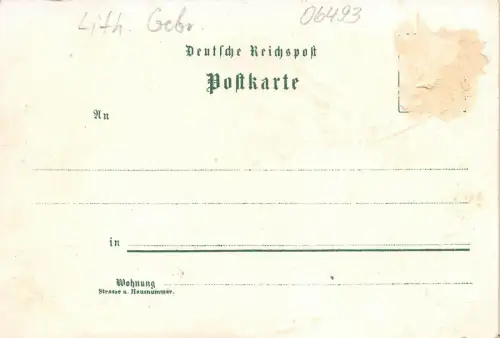 Lith. Gebr. 06493
Deutſche Reichspoſt
Poſtkarte
An
in
Wohnung
Strasse u. Hausnummer.